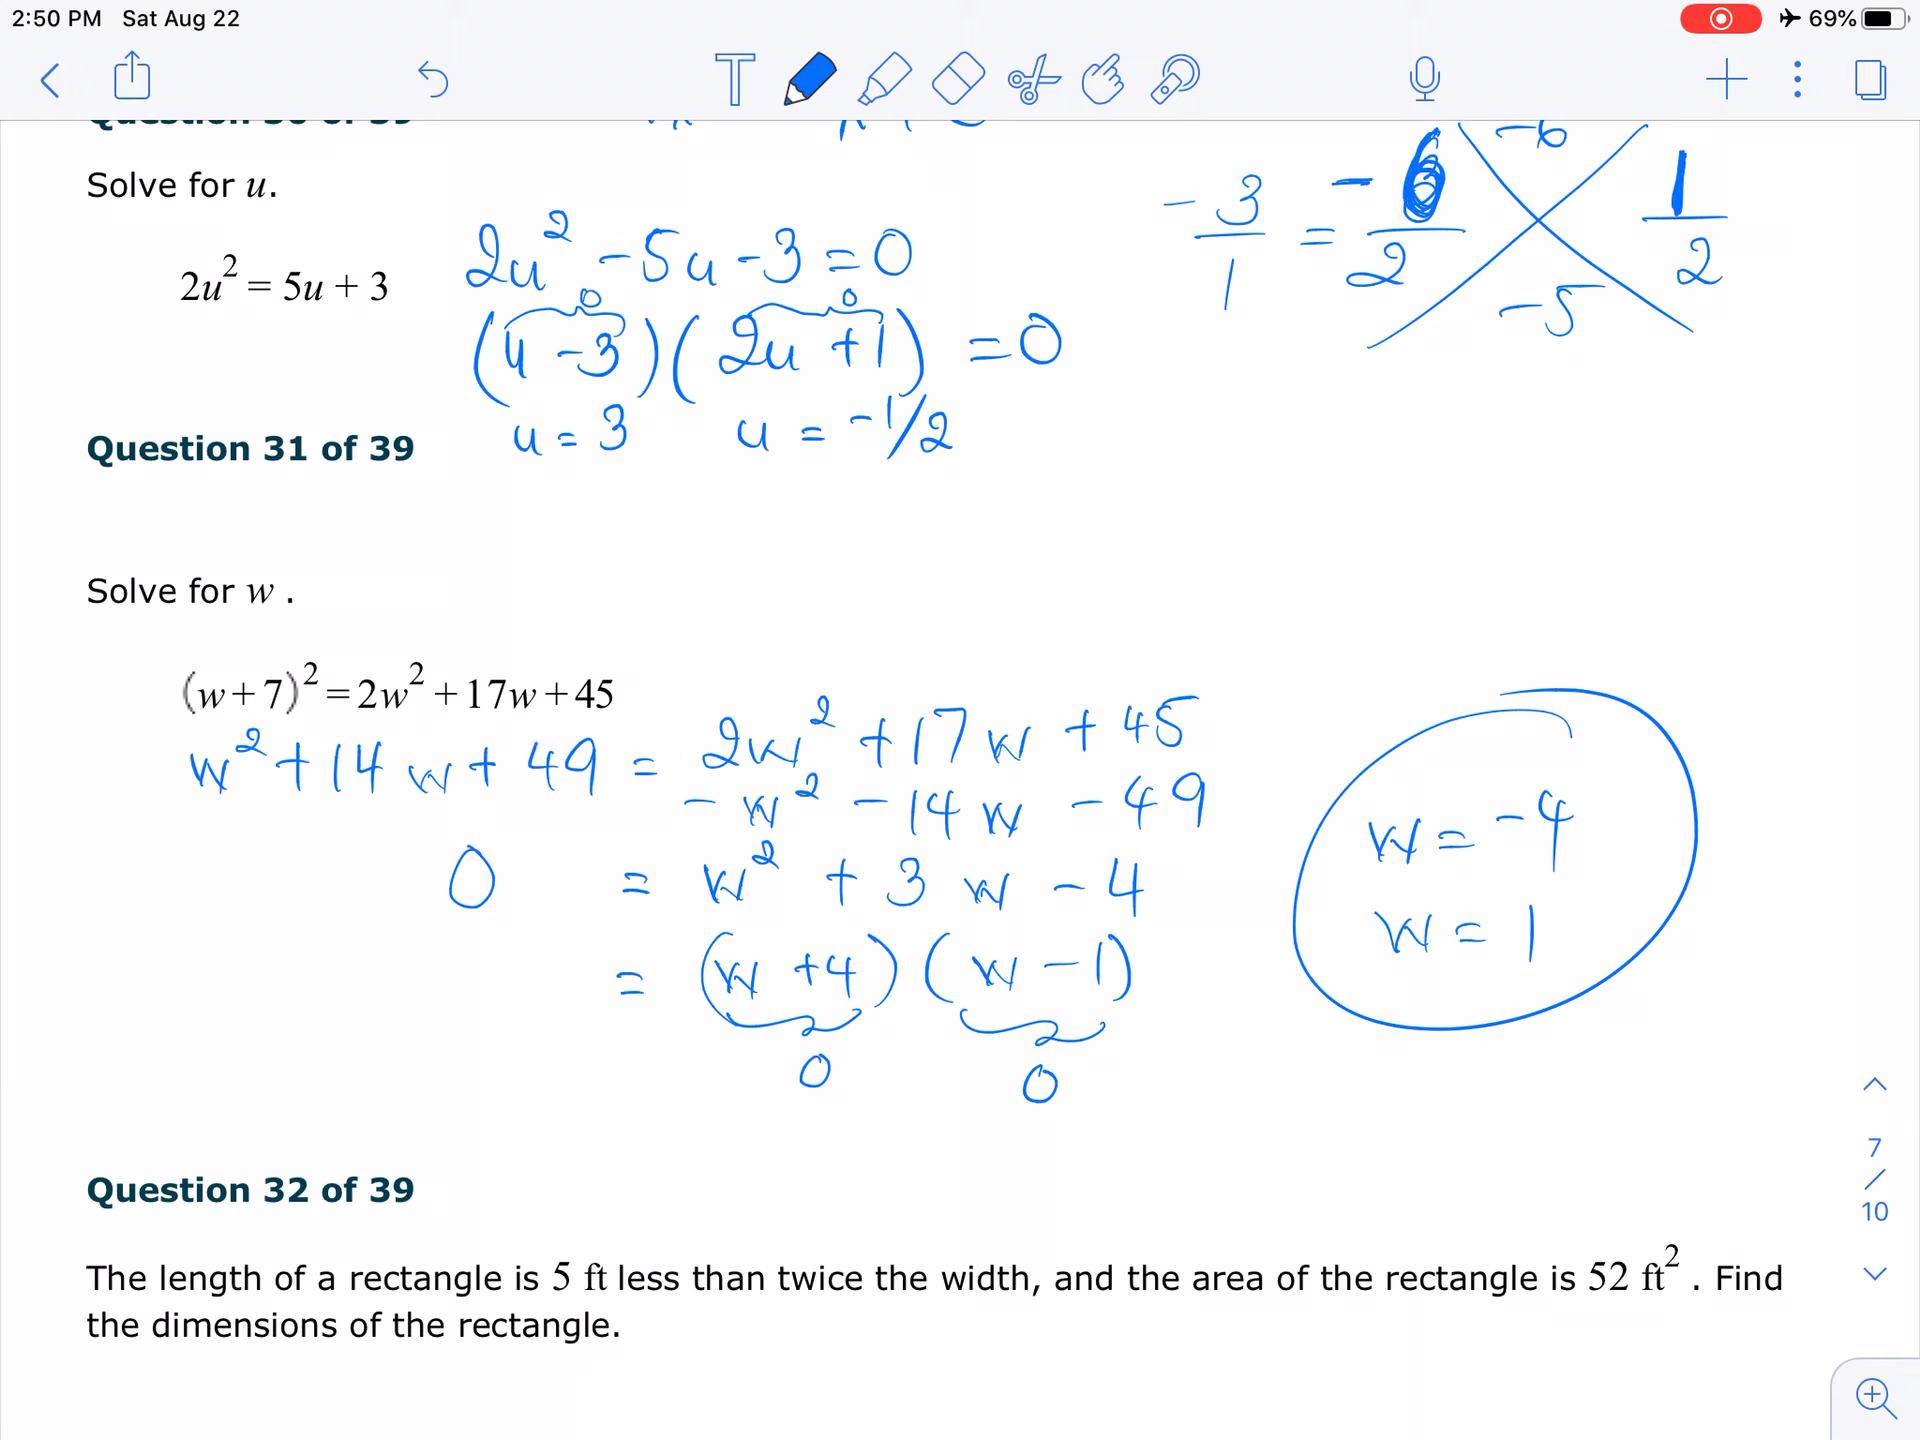 2:50 PM Sat Aug 22
69%
Solve for u.
2u² = 5u + 3
2u² - 5u - 3 = 0
0 0
(u - 3)(2u + 1) = 0
u = 3 u = -1/2
-6
-3/1 = -6/2
1/2
-5
Question 31 of 39
Solve for w .
(w+7)² = 2w² + 17w + 45
w² + 14w + 49 = 2w² + 17w + 45
- w² - 14w - 49
0 = w² + 3w - 4
= (w + 4)(w - 1)
0 0
w = -4
w = 1
Question 32 of 39
The length of a rectangle is 5 ft less than twice the width, and the area of the rectangle is 52 ft² . Find
the dimensions of the rectangle.
7
/
10